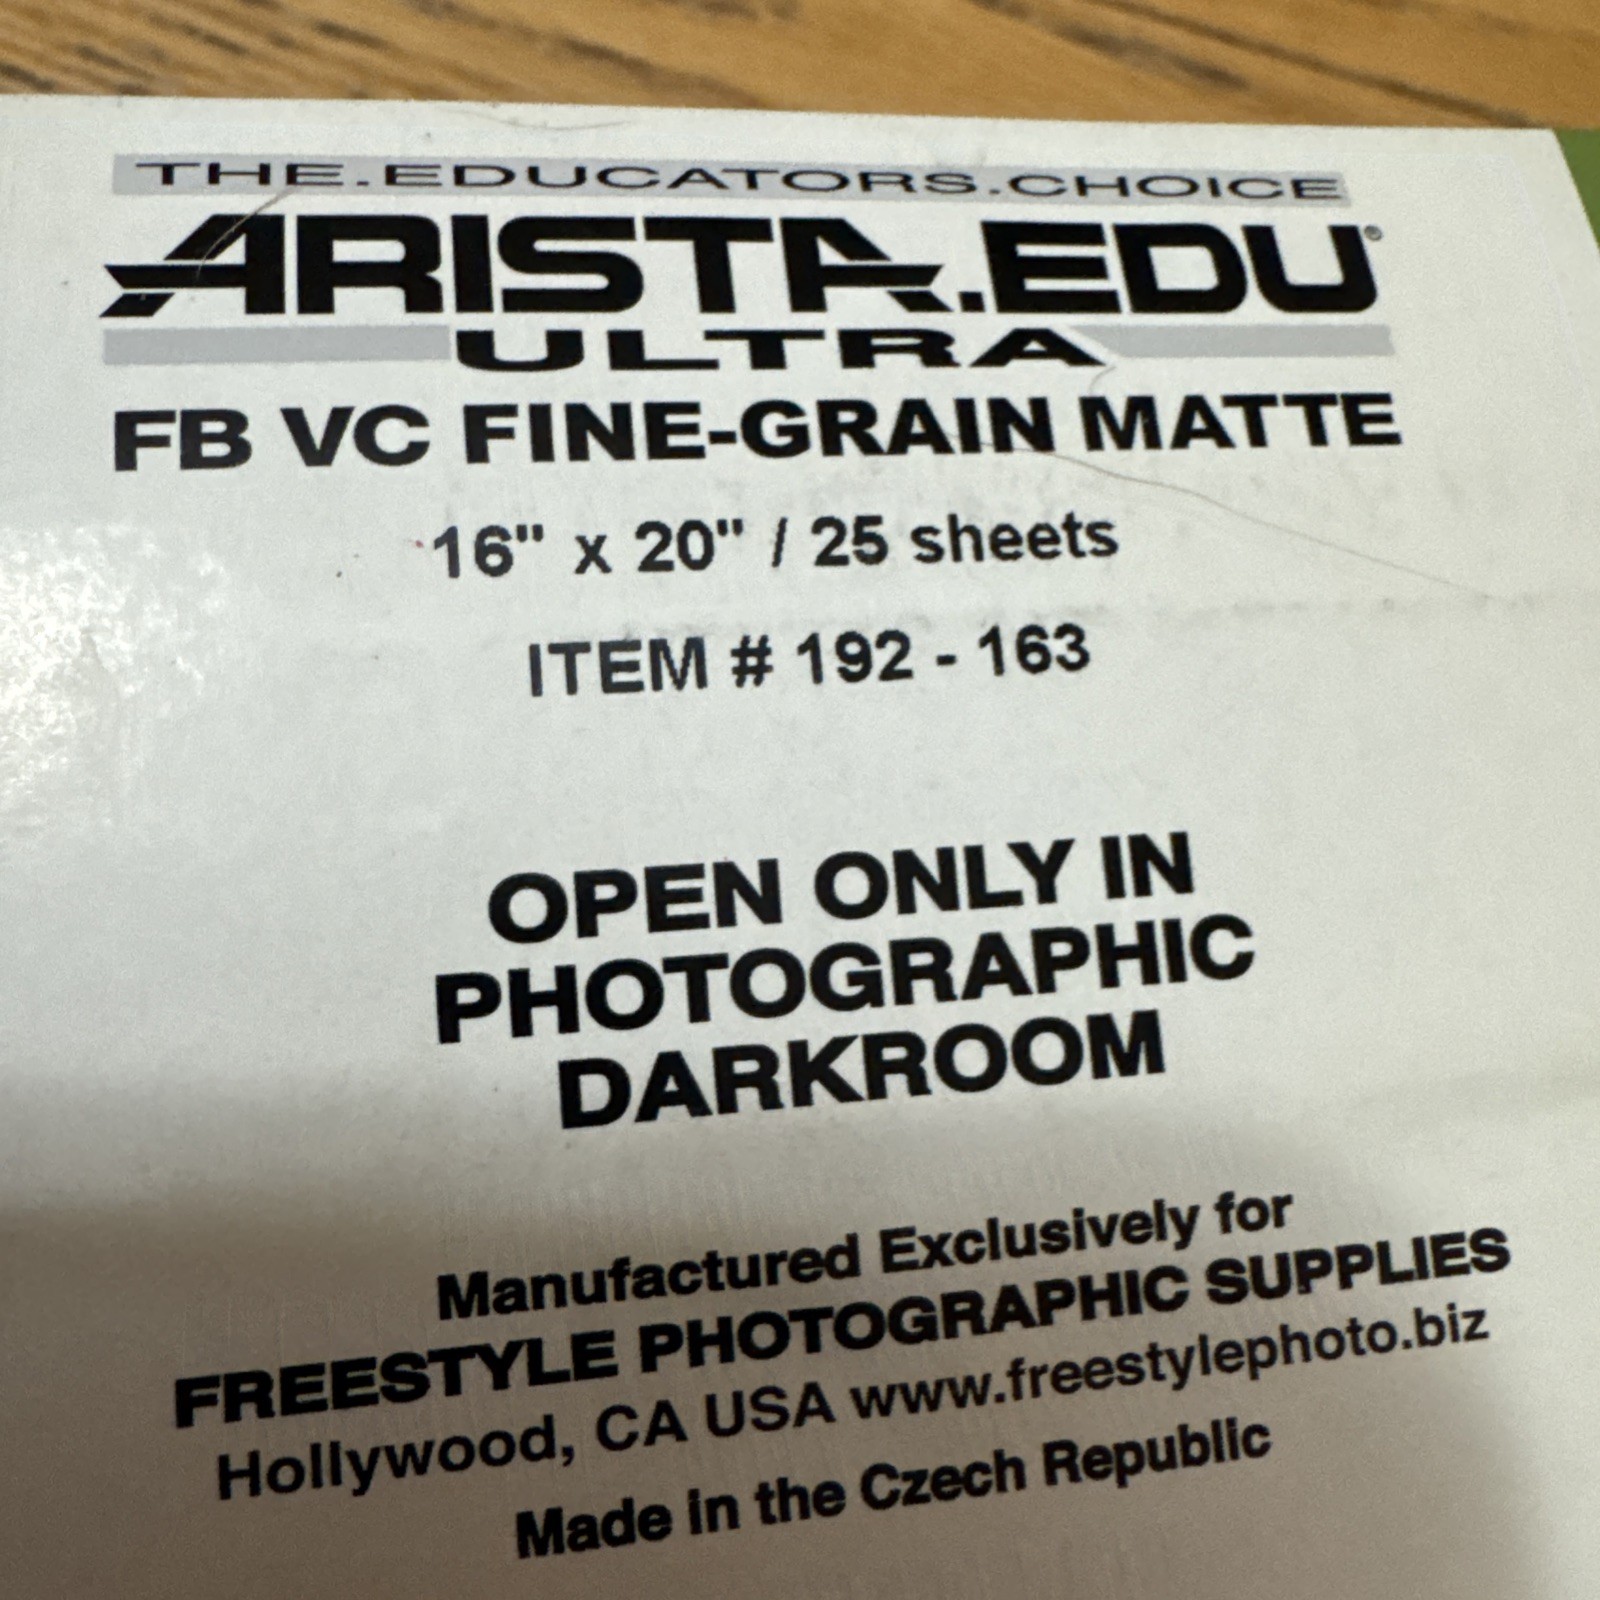 THE.EDUCATORS.CHOICE
ARISTA.EDU®
ULTRA
FB VC FINE-GRAIN MATTE
16" x 20" / 25 sheets
ITEM # 192 - 163
OPEN ONLY IN
PHOTOGRAPHIC
DARKROOM
Manufactured Exclusively for
FREESTYLE PHOTOGRAPHIC SUPPLIES
Hollywood, CA USA www.freestylephoto.biz
Made in the Czech Republic